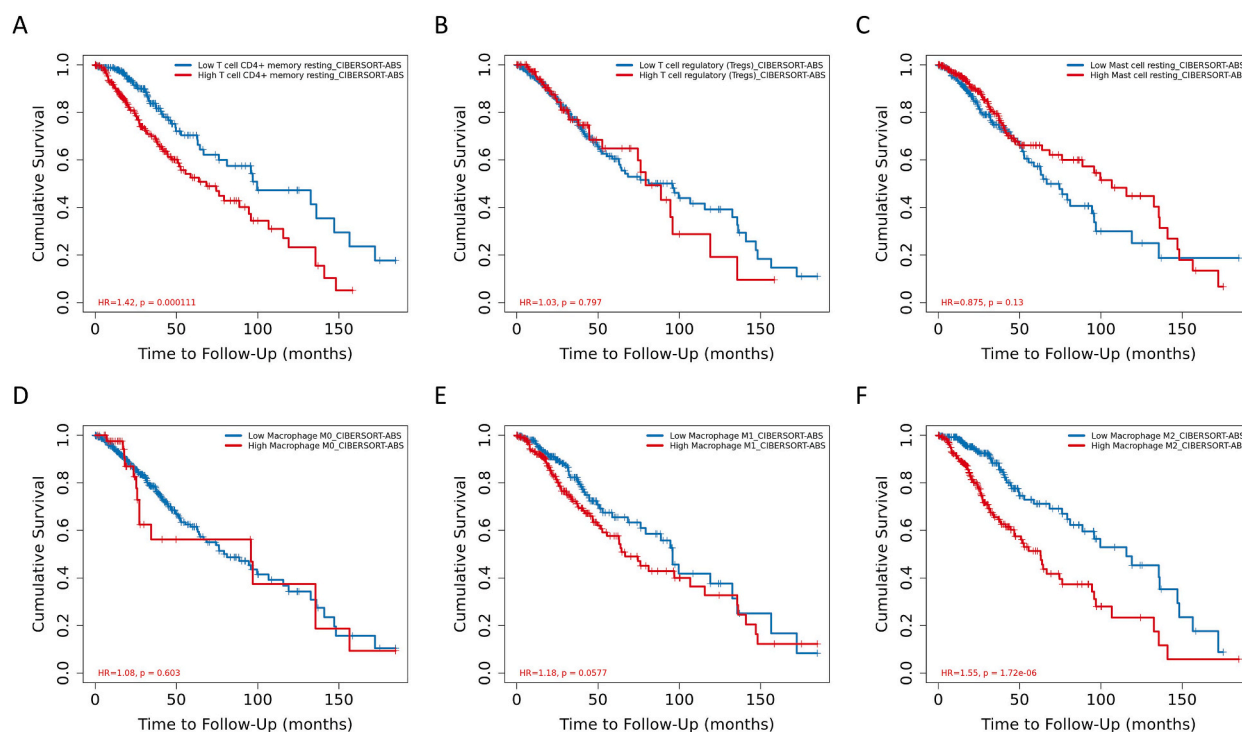 A
B
C
Low T cell CD4+ memory resting_CIBERSORT-ABS
High T cell CD4+ memory resting_CIBERSORT-ABS
Cumulative Survival
1.0
0.8
0.6
0.4
0.2
0.0
HR=1.42, p = 0.000111
0 50 100 150
Time to Follow-Up (months)
Low T cell regulatory (Tregs)_CIBERSORT-ABS
High T cell regulatory (Tregs)_CIBERSORT-ABS
Cumulative Survival
1.0
0.8
0.6
0.4
0.2
0.0
HR=1.03, p = 0.797
0 50 100 150
Time to Follow-Up (months)
Low Mast cell resting_CIBERSORT-ABS
High Mast cell resting_CIBERSORT-ABS
Cumulative Survival
1.0
0.8
0.6
0.4
0.2
0.0
HR=0.875, p = 0.13
0 50 100 150
Time to Follow-Up (months)
D
E
F
Low Macrophage M0_CIBERSORT-ABS
High Macrophage M0_CIBERSORT-ABS
Cumulative Survival
1.0
0.8
0.6
0.4
0.2
0.0
HR=1.08, p = 0.603
0 50 100 150
Time to Follow-Up (months)
Low Macrophage M1_CIBERSORT-ABS
High Macrophage M1_CIBERSORT-ABS
Cumulative Survival
1.0
0.8
0.6
0.4
0.2
0.0
HR=1.18, p = 0.0577
0 50 100 150
Time to Follow-Up (months)
Low Macrophage M2_CIBERSORT-ABS
High Macrophage M2_CIBERSORT-ABS
Cumulative Survival
1.0
0.8
0.6
0.4
0.2
0.0
HR=1.55, p = 1.72e-06
0 50 100 150
Time to Follow-Up (months)